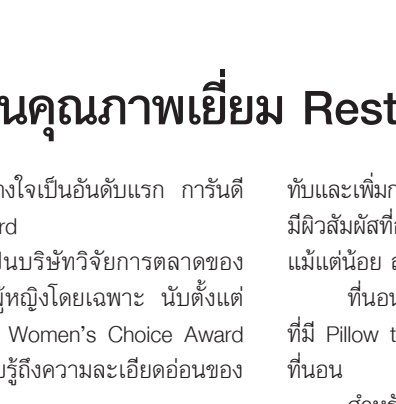 นคุณภาพเยี่ยม Rest
างใจเป็นอันดับแรก การันตี
rd
ป็นบริษัทวิจัยการตลาดของ
ผู้หญิงโดยเฉพาะ นับตั้งแต่
Women’s Choice Award
บรู้ถึงความละเอียดอ่อนของ
ทับและเพิ่มก
มีผิวสัมผัสที่
แม้แต่น้อย
ที่นอน
ที่มี Pillow t
ที่นอน